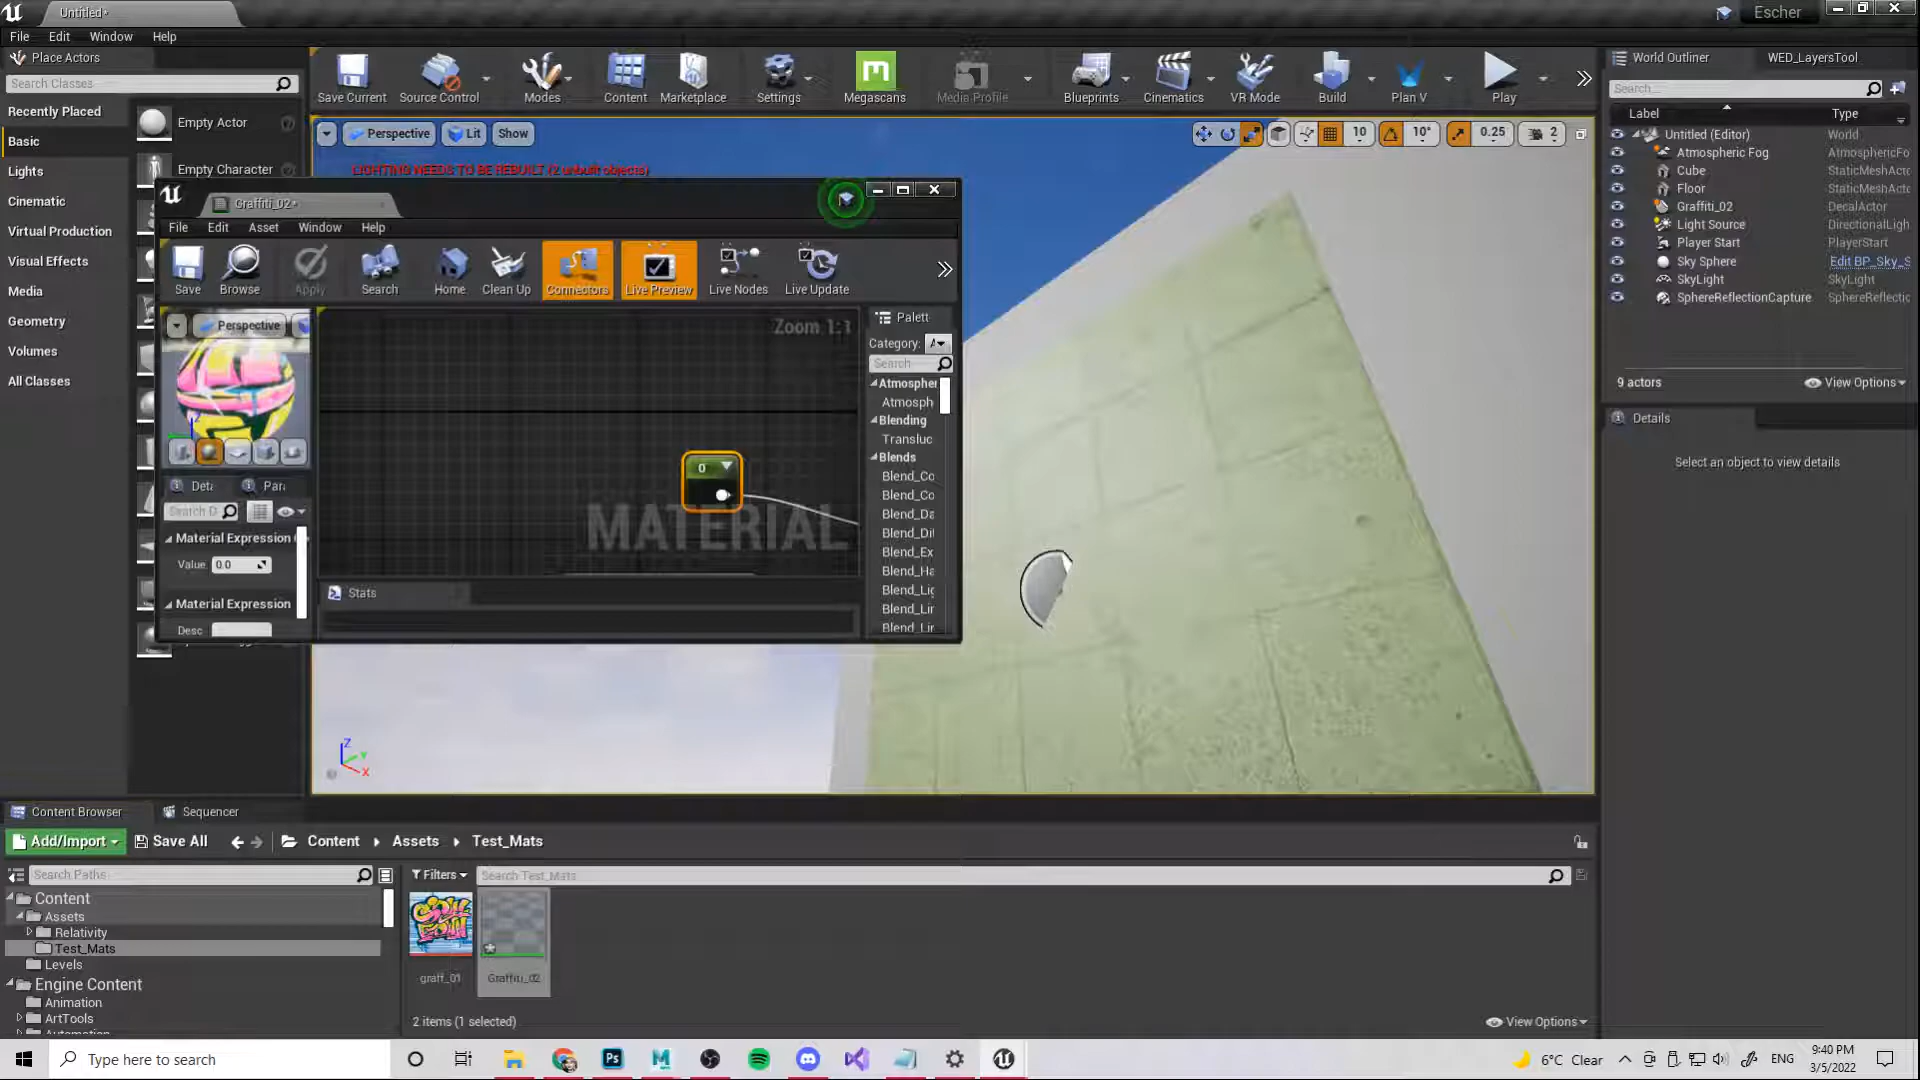 Untitled*
Escher
File Edit Window Help
Place Actors
Search Classes
Recently Placed
Basic
Lights
Cinematic
Virtual Production
Visual Effects
Media
Geometry
Volumes
All Classes
Empty Actor
Empty Character
Save Current
Source Control
Modes
Content
Marketplace
Settings
Megascans
Media Profile
Blueprints
Cinematics
VR Mode
Build
Plan V
Play
Perspective
Lit
Show
10
10°
0.25
2
LIGHTING NEEDS TO BE REBUILT (2 unbuilt objects)
Graffiti_02*
File Edit Asset Window Help
Save
Browse
Apply
Search
Home
Clean Up
Connectors
Live Preview
Live Nodes
Live Update
Perspective
Zoom 1:1
0
MATERIAL
Stats
Search D
Material Expression
Value 0.0
Material Expression
Desc
Palett
Category:
Search
Atmospher
Atmosph
Blending
Transluc
Blends
Blend_Co
Blend_Co
Blend_Da
Blend_Dif
Blend_Ex
Blend_Ha
Blend_Lig
Blend_Lir
Blend_Lir
World Outliner
WED_LayersTool
Search...
Label Type
Untitled (Editor) World
Atmospheric Fog AtmosphericFo
Cube StaticMeshActo
Floor StaticMeshActo
Graffiti_02 DecalActor
Light Source DirectionalLigh
Player Start PlayerStart
Sky Sphere Edit BP_Sky_S
SkyLight SkyLight
SphereReflectionCapture SphereReflectic
9 actors
View Options
Details
Select an object to view details
Content Browser
Sequencer
Add/Import
Save All
Content
Assets
Test_Mats
Search Paths
Filters
Search Test_Mats
Content
Assets
Relativity
Test_Mats
Levels
Engine Content
Animation
ArtTools
Automation
graff_01
Graffiti_02
2 items (1 selected)
View Options
Type here to search
6°C Clear
ENG
9:40 PM
3/5/2022